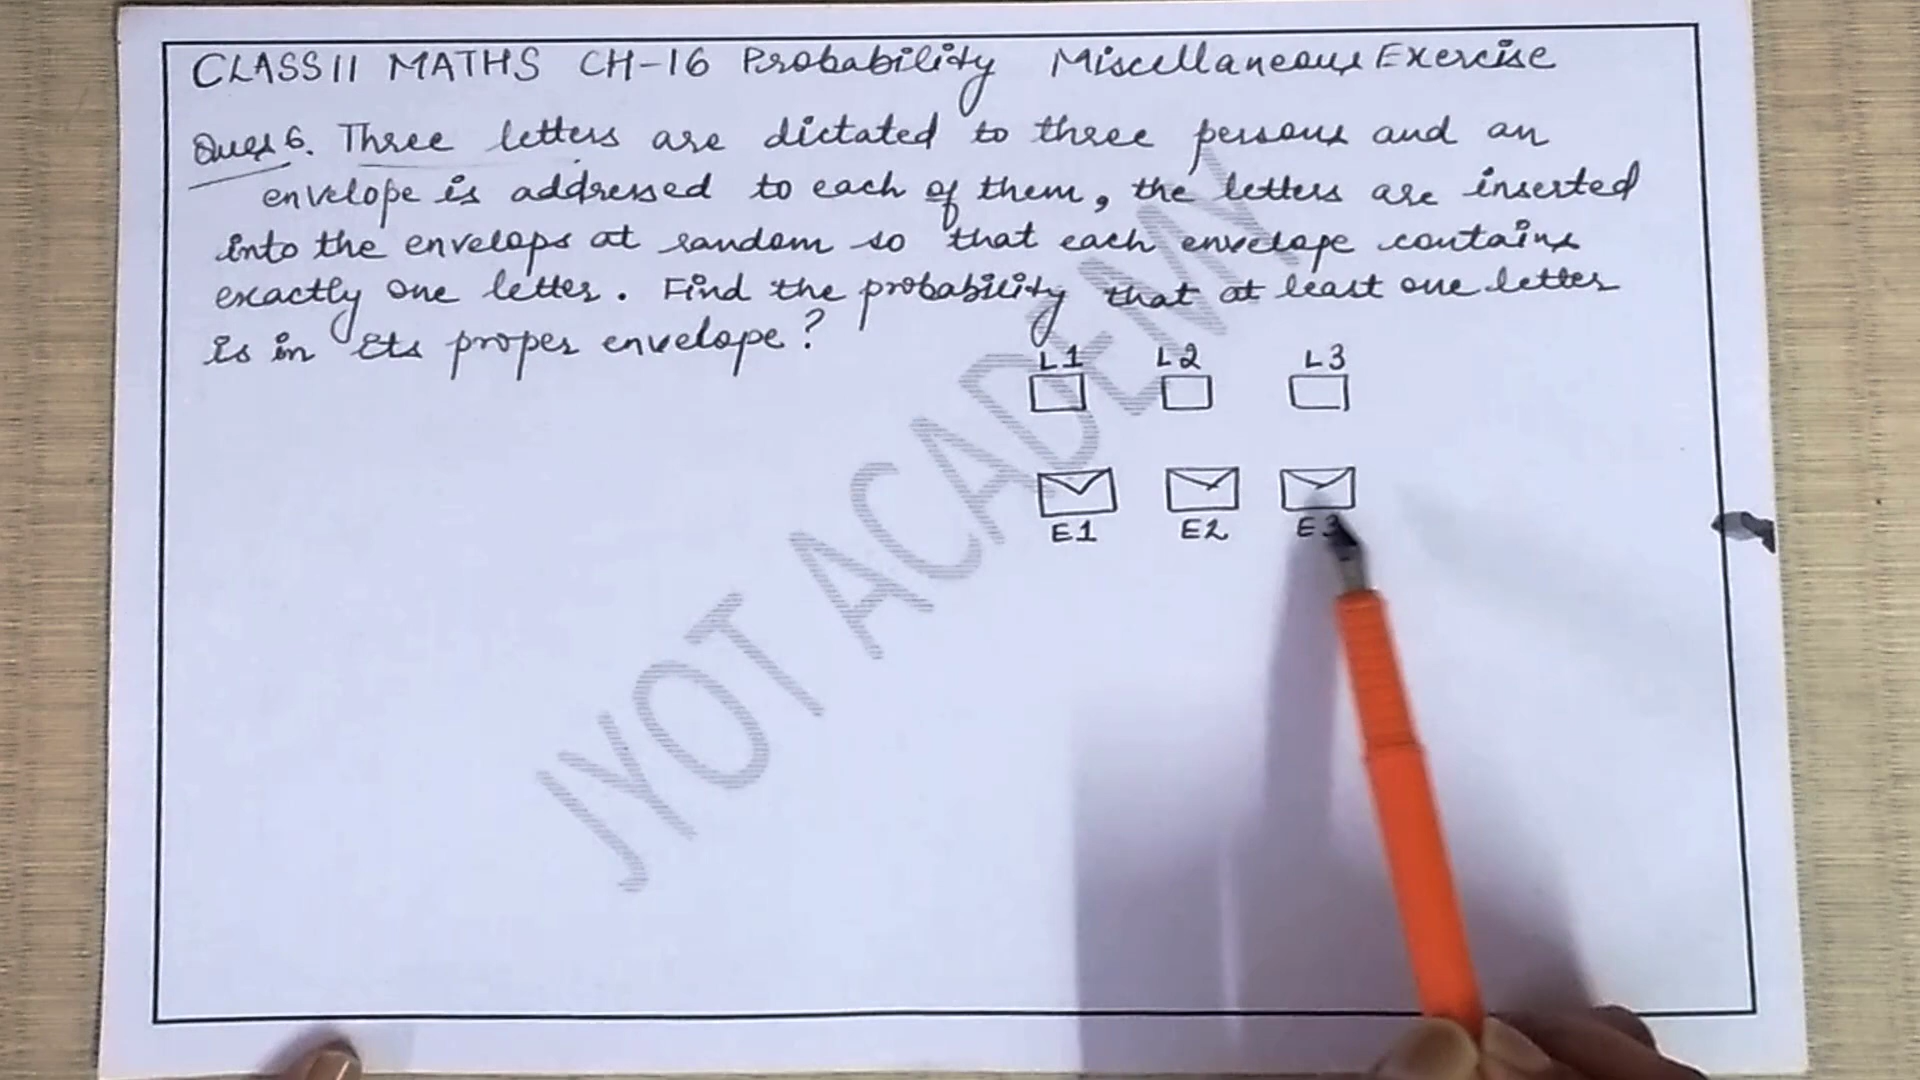 CLASS 11 MATHS CH-16 Probability Miscellaneous Exercise
Ques 6. Three letters are dictated to three persons and an
envelope is addressed to each of them, the letters are inserted
into the envelops at random so that each envelope contains
exactly one letter. Find the probability that at least one letter
is in its proper envelope?
L1 L2 L3
E1 E2 E3
JYOT ACADEMY